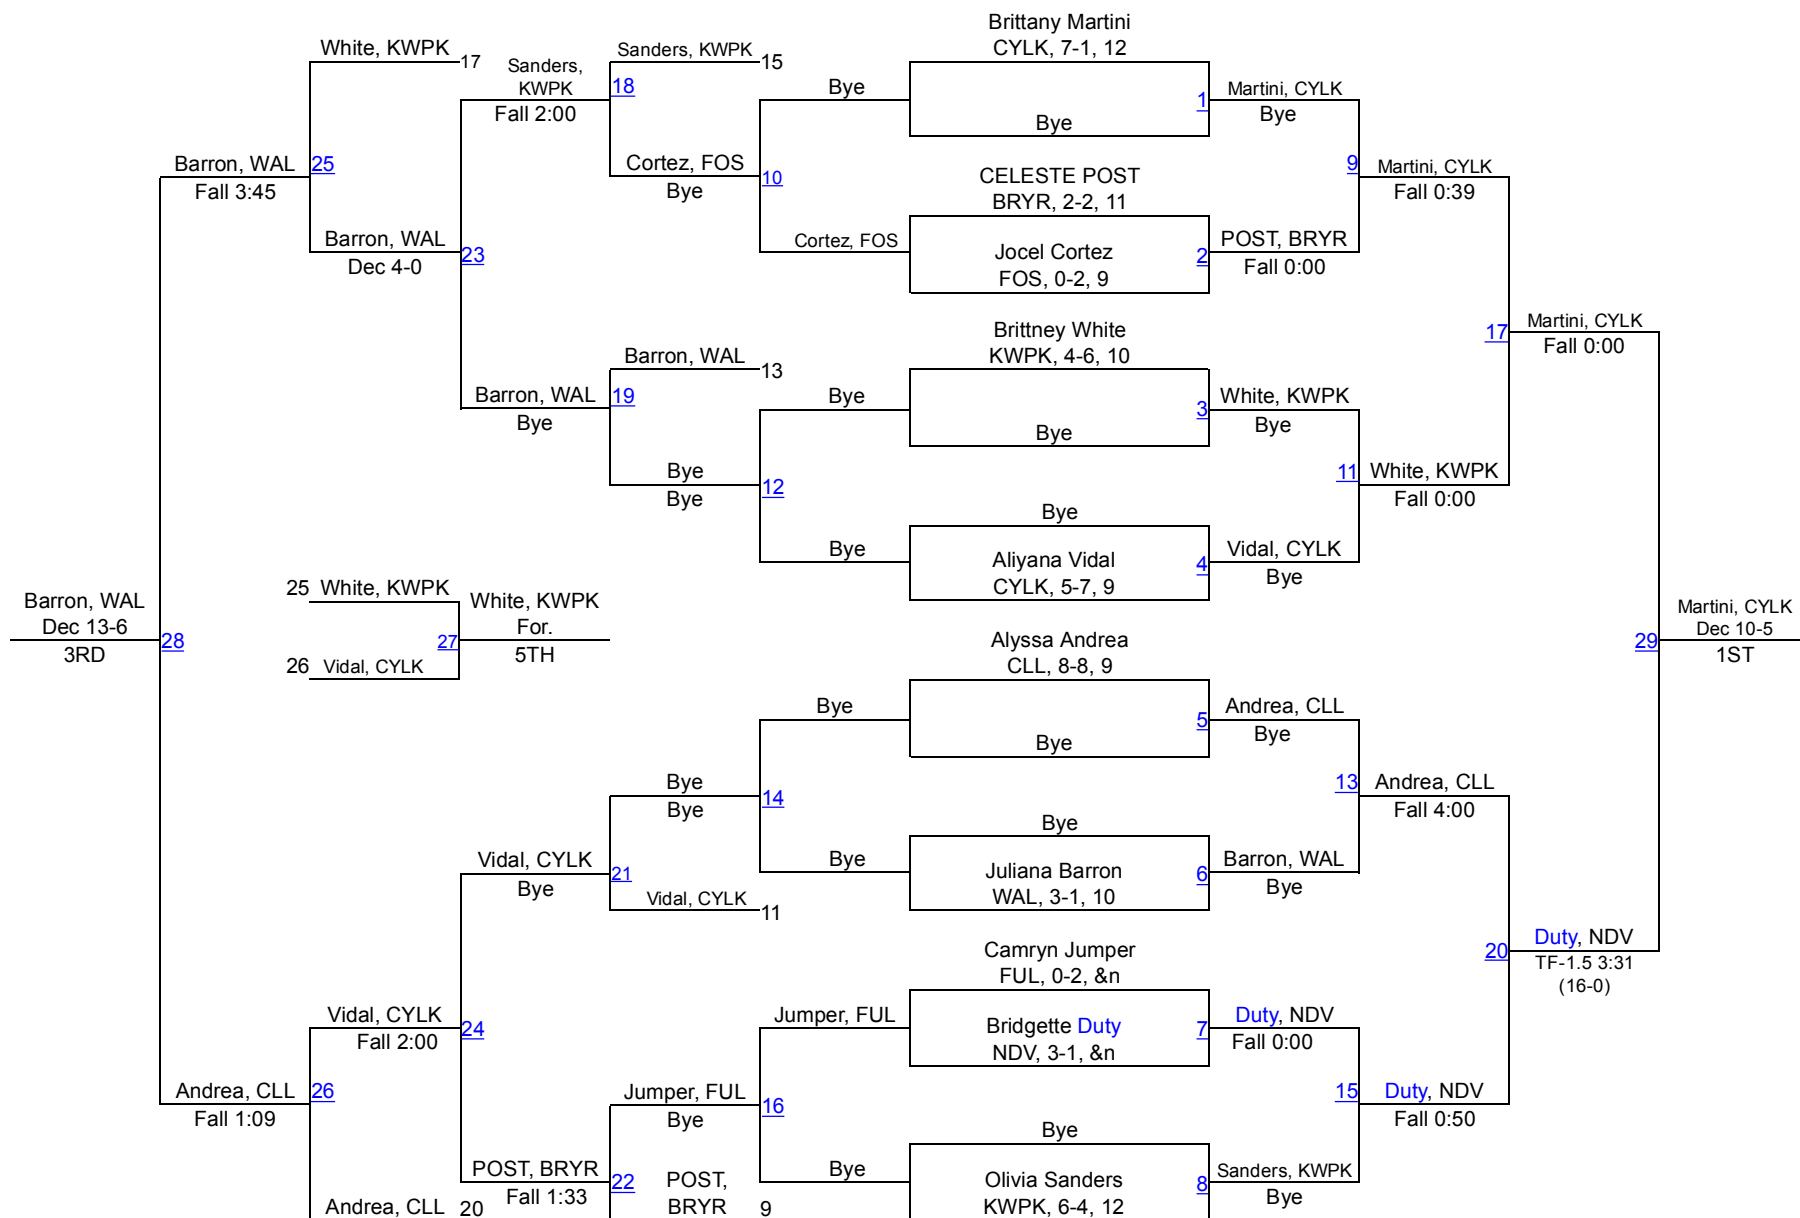 Brittany Martini
CYLK, 7-1, 12
White, KWPK
17
Sanders, KWPK
15
Sanders,
KWPK
18
Fall 2:00
Bye
1
Martini, CYLK
Bye
Bye
Barron, WAL
25
Fall 3:45
Cortez, FOS
10
Bye
CELESTE POST
BRYR, 2-2, 11
9
Martini, CYLK
Fall 0:39
Barron, WAL
23
Dec 4-0
Cortez, FOS
Jocel Cortez
FOS, 0-2, 9
2
POST, BRYR
Fall 0:00
Brittney White
KWPK, 4-6, 10
17
Martini, CYLK
Fall 0:00
Barron, WAL
13
Barron, WAL
19
Bye
Bye
3
White, KWPK
Bye
Bye
Bye
12
Bye
11
White, KWPK
Fall 0:00
Bye
Bye
Aliyana Vidal
CYLK, 5-7, 9
4
Vidal, CYLK
Bye
Barron, WAL
Dec 13-6
28
3RD
25
White, KWPK
White, KWPK
27
For.
5TH
26
Vidal, CYLK
Alyssa Andrea
CLL, 8-8, 9
29
Martini, CYLK
Dec 10-5
1ST
Bye
5
Andrea, CLL
Bye
Bye
Bye
14
Bye
13
Andrea, CLL
Fall 4:00
Bye
Vidal, CYLK
21
Bye
Bye
Juliana Barron
WAL, 3-1, 10
6
Barron, WAL
Bye
Vidal, CYLK
11
Camryn Jumper
FUL, 0-2, &n
20
Duty, NDV
TF-1.5 3:31
(16-0)
Vidal, CYLK
24
Fall 2:00
Jumper, FUL
Bridgette Duty
NDV, 3-1, &n
7
Duty, NDV
Fall 0:00
Andrea, CLL
26
Fall 1:09
Jumper, FUL
16
Bye
15
Duty, NDV
Fall 0:50
Bye
POST, BRYR
22
Fall 1:33
POST,
BRYR
9
Bye
Olivia Sanders
KWPK, 6-4, 12
8
Sanders, KWPK
Bye
Andrea, CLL
20